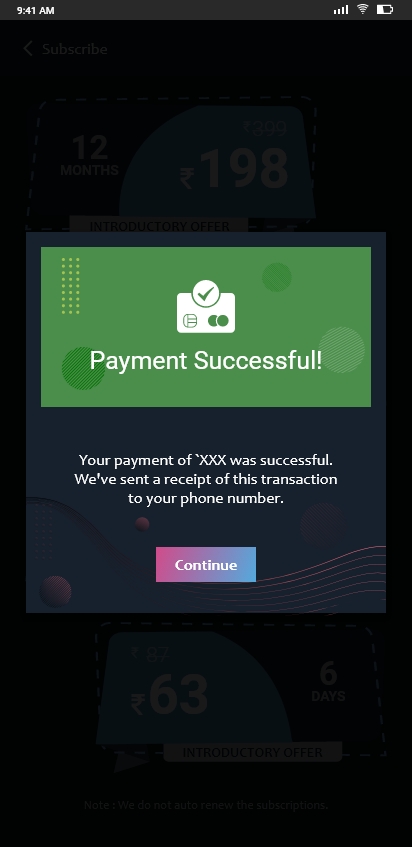 9:41 AM
Subscribe
12
MONTHS
₹ 399
₹198
INTRODUCTORY OFFER
Payment Successful!
Your payment of `XXX was successful.
We've sent a receipt of this transaction
to your phone number.
Continue
₹ 87
₹63
6
DAYS
INTRODUCTORY OFFER
Note : We do not auto renew the subscriptions.